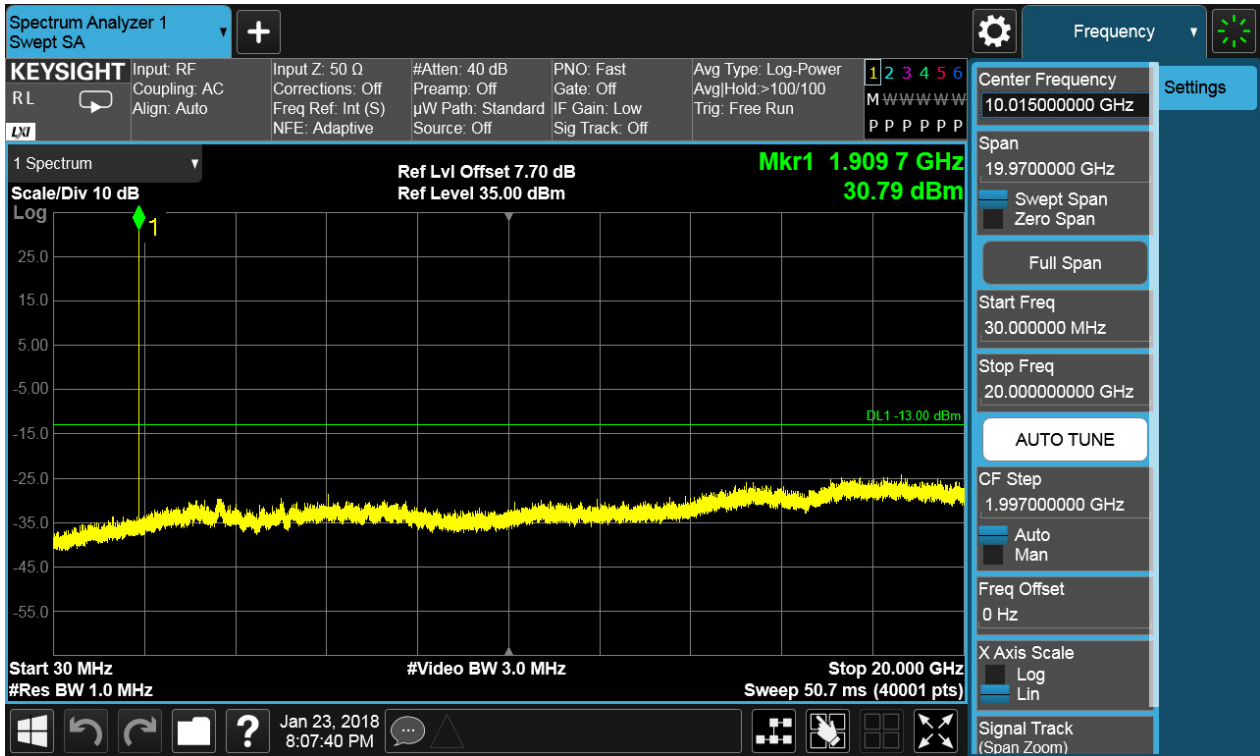 Spectrum Analyzer 1
Swept SA
Frequency
KEYSIGHT
RL
LXI
Input: RF
Coupling: AC
Align: Auto
Input Z: 50 Ω
Corrections: Off
Freq Ref: Int (S)
NFE: Adaptive
#Atten: 40 dB
Preamp: Off
µW Path: Standard
Source: Off
PNO: Fast
Gate: Off
IF Gain: Low
Sig Track: Off
Avg Type: Log-Power
Avg|Hold:>100/100
Trig: Free Run
1 2 3 4 5 6
M W W W W W
P P P P P P
1 Spectrum
Scale/Div 10 dB
Log
Ref Lvl Offset 7.70 dB
Ref Level 35.00 dBm
Mkr1 1.909 7 GHz
30.79 dBm
1
25.0
15.0
5.00
-5.00
-15.0
-25.0
-35.0
-45.0
-55.0
DL1 -13.00 dBm
Start 30 MHz
#Res BW 1.0 MHz
#Video BW 3.0 MHz
Stop 20.000 GHz
Sweep 50.7 ms (40001 pts)
Center Frequency
10.015000000 GHz
Span
19.9700000 GHz
Swept Span
Zero Span
Full Span
Start Freq
30.000000 MHz
Stop Freq
20.000000000 GHz
AUTO TUNE
CF Step
1.997000000 GHz
Auto
Man
Freq Offset
0 Hz
X Axis Scale
Log
Lin
Signal Track
(Span Zoom)
Settings
?
Jan 23, 2018
8:07:40 PM